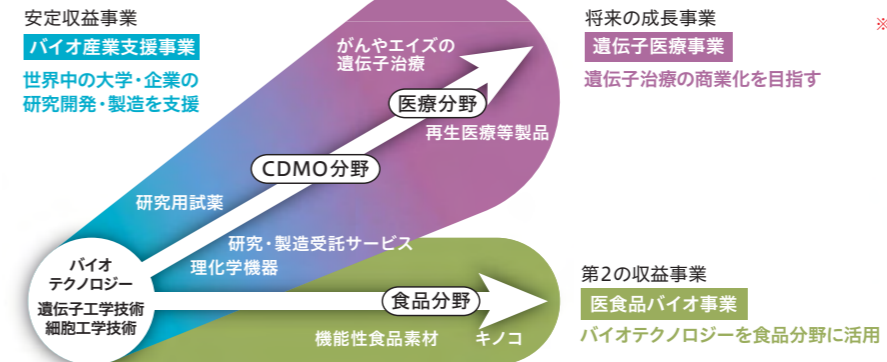 安定収益事業
バイオ産業支援事業
世界中の大学・企業の
研究開発・製造を支援
がんやエイズの
遺伝子治療
医療分野
再生医療等製品
CDMO分野
研究用試薬
研究・製造受託サービス
理化学機器
バイオ
テクノロジー
遺伝子工学技術
細胞工学技術
食品分野
機能性食品素材
キノコ
将来の成長事業
※
遺伝子医療事業
遺伝子治療の商業化を目指す
第2の収益事業
医食品バイオ事業
バイオテクノロジーを食品分野に活用